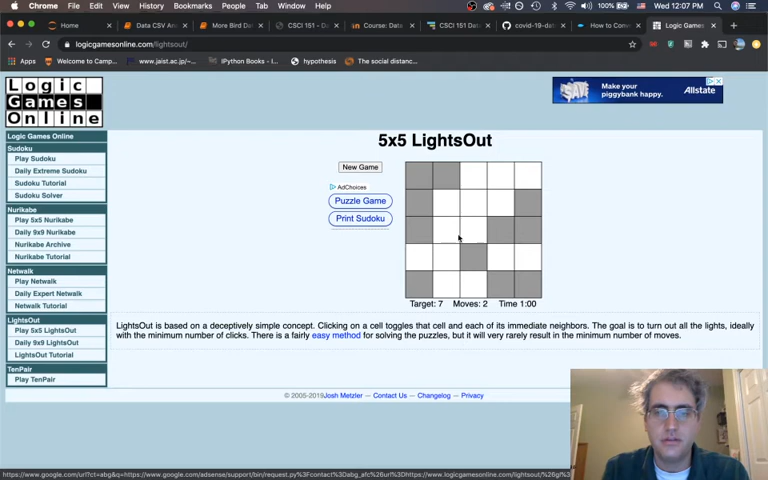 Chrome File Edit View History Bookmarks People Tab Window Help 100% Wed 12:07 PM
Home Data CSV An More Bird Da CSCI 151 - D Course: Data CSCI 151 Dat covid-19-dat How to Conv Logic Games
logicgamesonline.com/lightsout/
Apps Welcome to Camp... www.jaist.ac.jp/~... IPython Books - I... hypothesis The social distanc...
Logic
Games
Online
SAVE Make your piggybank happy. Allstate
Logic Games Online
Sudoku
Play Sudoku
Daily Extreme Sudoku
Sudoku Tutorial
Sudoku Solver
Nurikabe
Play 5x5 Nurikabe
Daily 9x9 Nurikabe
Nurikabe Archive
Nurikabe Tutorial
Netwalk
Play Netwalk
Daily Expert Netwalk
Netwalk Tutorial
LightsOut
Play 5x5 LightsOut
Daily 9x9 LightsOut
LightsOut Tutorial
TenPair
Play TenPair
5x5 LightsOut
New Game
AdChoices
Puzzle Game
Print Sudoku
Target: 7 Moves: 2 Time 1:00
LightsOut is based on a deceptively simple concept. Clicking on a cell toggles that cell and each of its immediate neighbors. The goal is to turn out all the lights, ideally
with the minimum number of clicks. There is a fairly easy method for solving the puzzles, but it will very rarely result in the minimum number of moves.
© 2005-2019Josh Metzler — Contact Us — Changelog — Privacy